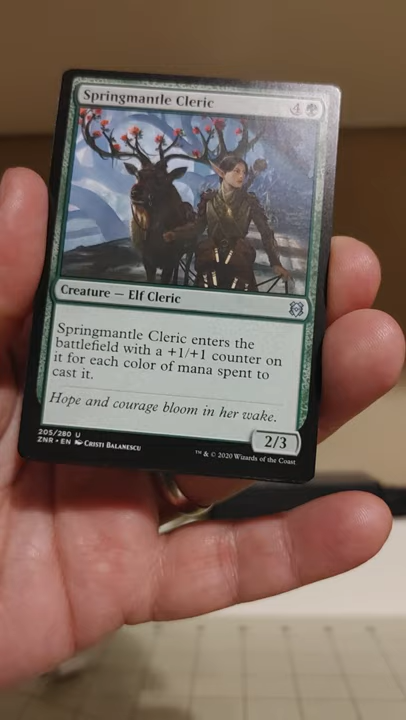 Springmantle Cleric 4
Creature — Elf Cleric
Springmantle Cleric enters the
battlefield with a +1/+1 counter on
it for each color of mana spent to
cast it.
Hope and courage bloom in her wake.
2/3
205/280 U
ZNR • EN Cristi Balanescu
™ & © 2020 Wizards of the Coast